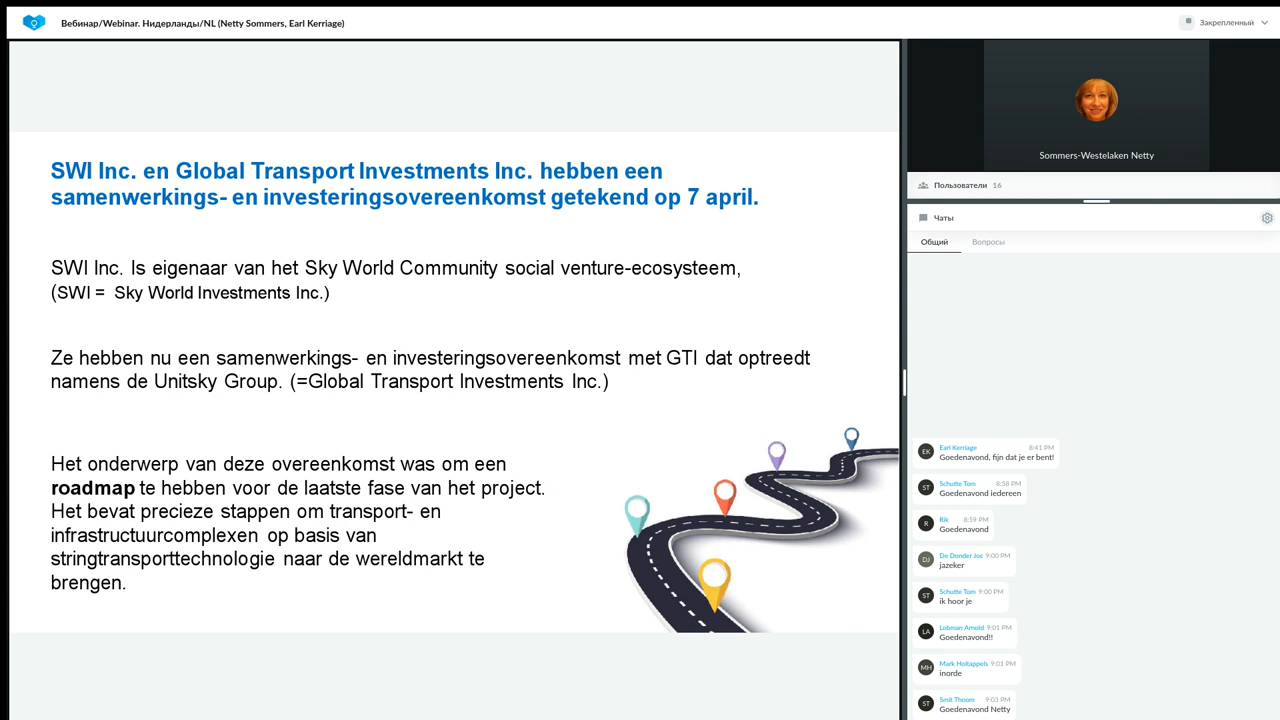 Вебинар/Webinar. Нидерланды/NL (Netty Sommers, Earl Kerriage)
Закрепленный
SWI Inc. en Global Transport Investments Inc. hebben een
samenwerkings- en investeringsovereenkomst getekend op 7 april.
SWI Inc. Is eigenaar van het Sky World Community social venture-ecosysteem,
(SWI = Sky World Investments Inc.)
Ze hebben nu een samenwerkings- en investeringsovereenkomst met GTI dat optreedt
namens de Unitsky Group. (=Global Transport Investments Inc.)
Het onderwerp van deze overeenkomst was om een
roadmap te hebben voor de laatste fase van het project.
Het bevat precieze stappen om transport- en
infrastructuurcomplexen op basis van
stringtransporttechnologie naar de wereldmarkt te
brengen.
Sommers-Westelaken Netty
Пользователи 16
Чаты
Общий Вопросы
EK Earl Kerriage 8:41 PM
Goedenavond, fijn dat je er bent!
ST Schutte Tom 8:58 PM
Goedenavond iedereen
R Rik 8:59 PM
Goedenavond
DJ De Donder Jos 9:00 PM
jazeker
ST Schutte Tom 9:00 PM
ik hoor je
LA Lobman Arnold 9:01 PM
Goedenavond!!
MH Mark Holtappels 9:01 PM
inorde
ST Smit Thoom 9:03 PM
Goedenavond Netty